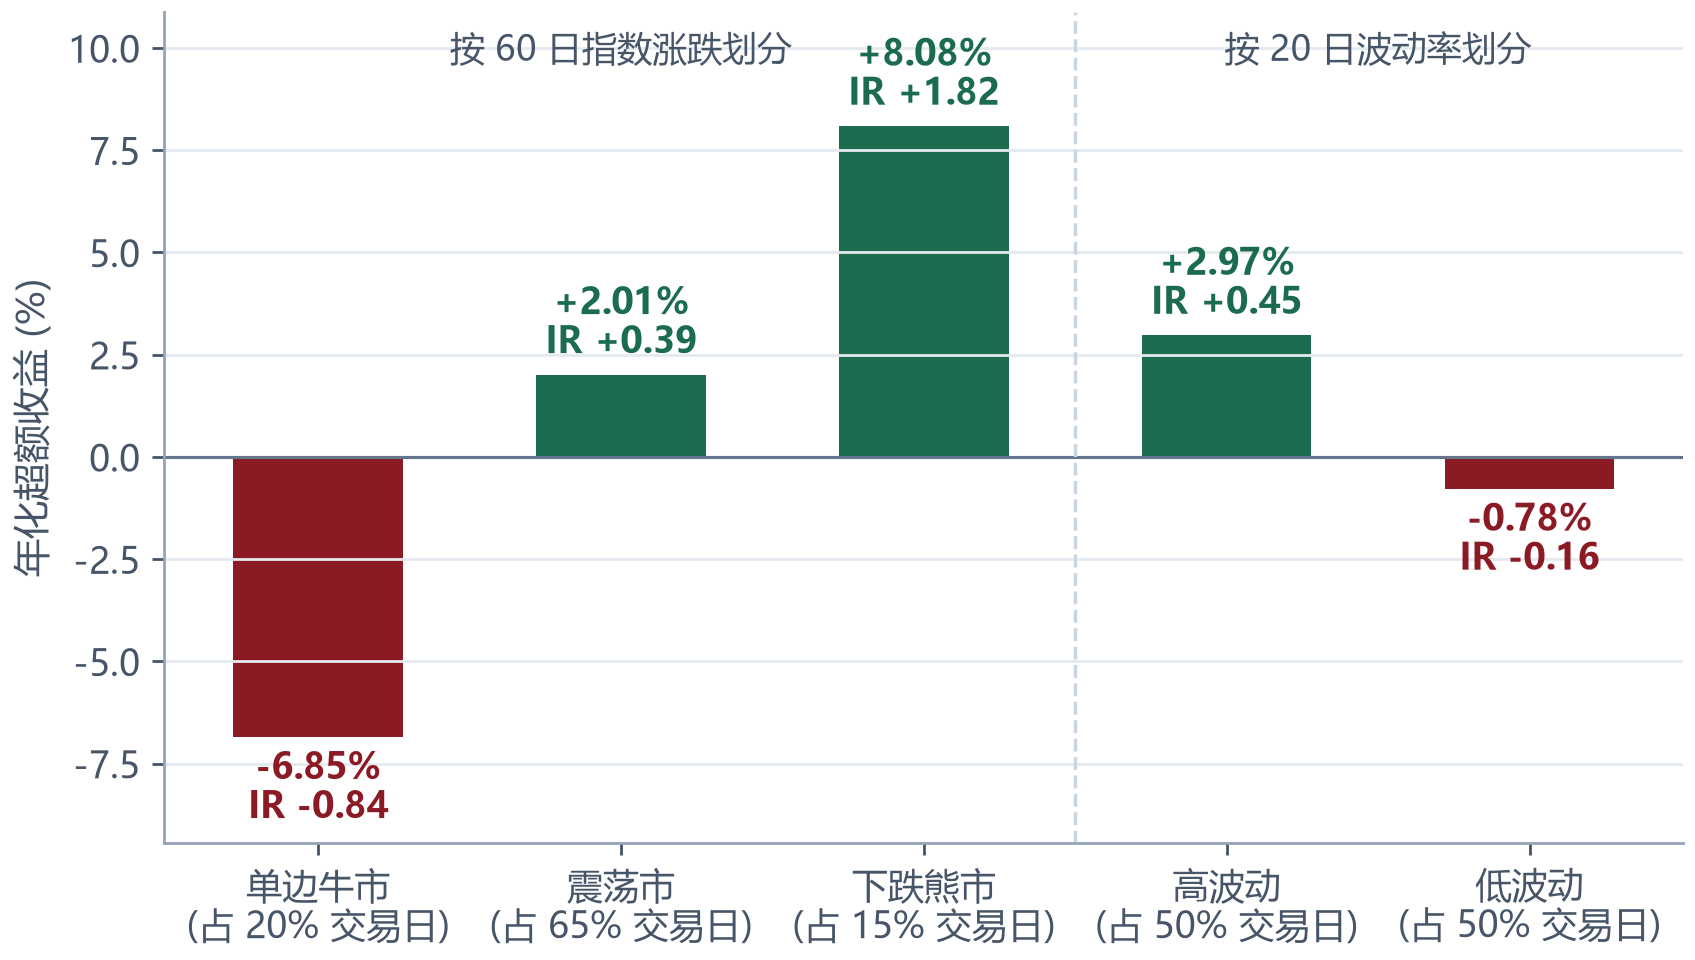 按 60 日指数涨跌划分
按 20 日波动率划分
年化超额收益 (%)
10.0
7.5
5.0
2.5
0.0
-2.5
-5.0
-7.5
-6.85%
IR -0.84
+2.01%
IR +0.39
+8.08%
IR +1.82
+2.97%
IR +0.45
-0.78%
IR -0.16
单边牛市
(占 20% 交易日)
震荡市
(占 65% 交易日)
下跌熊市
(占 15% 交易日)
高波动
(占 50% 交易日)
低波动
(占 50% 交易日)